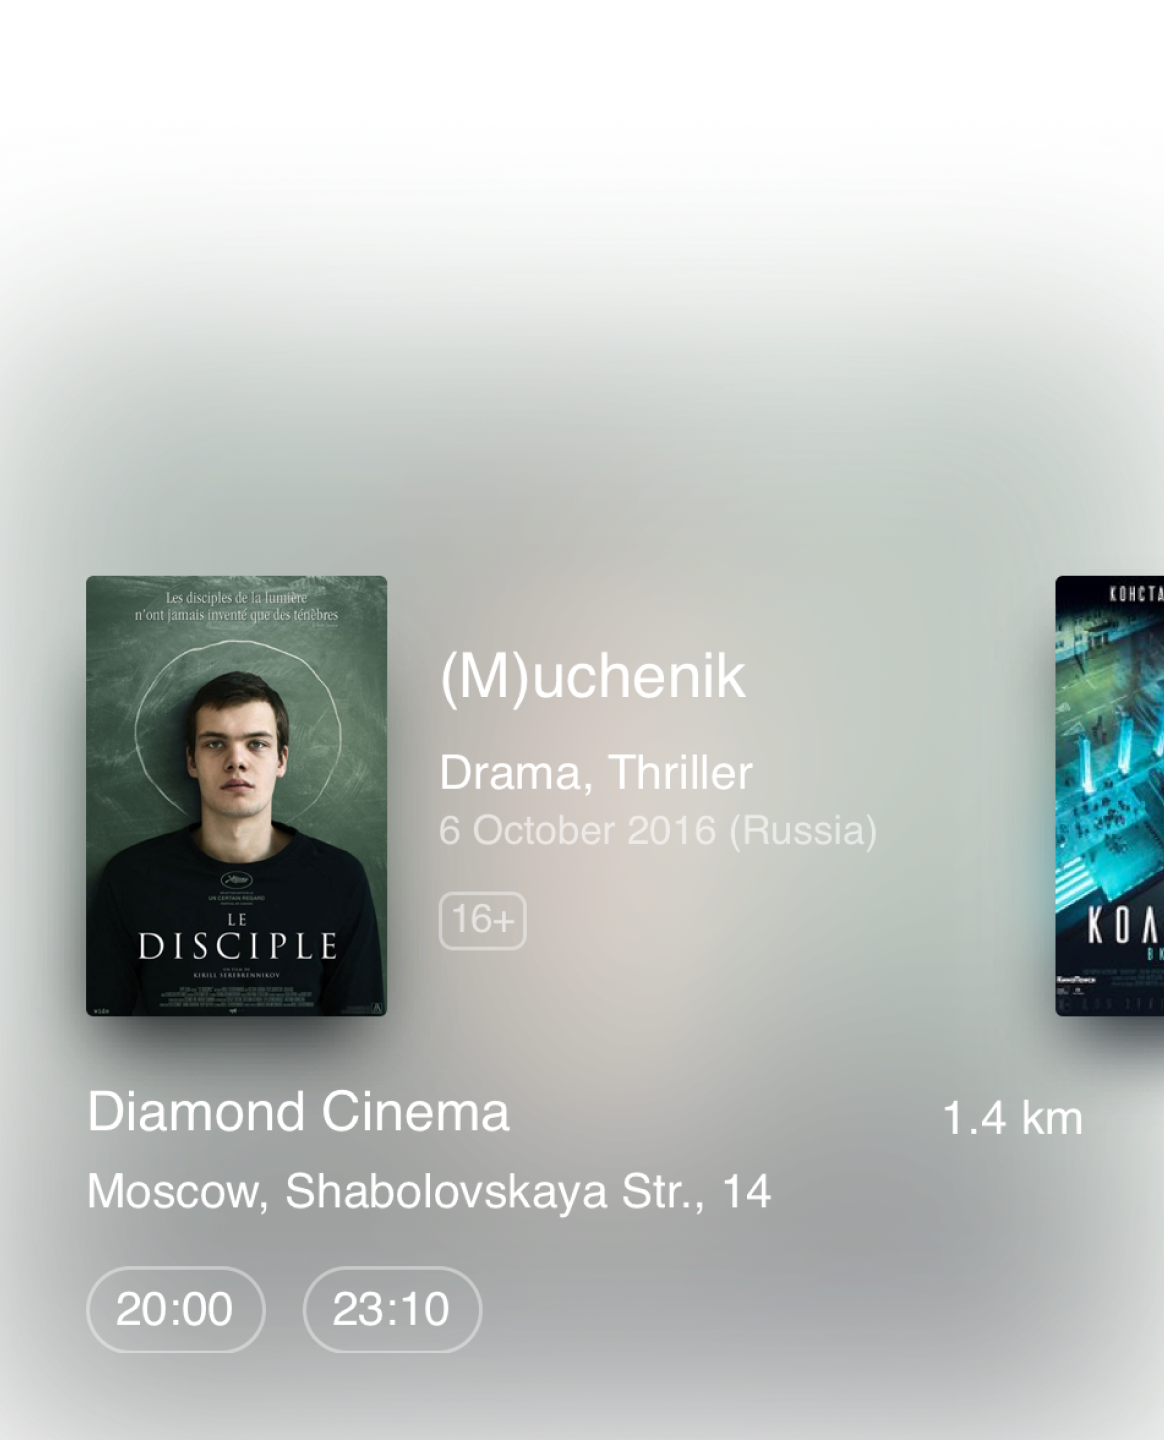 Les disciples de la lumière
n'ont jamais inventé que des ténèbres
UN CERTAIN REGARD
LE
DISCIPLE
UN FILM DE
KIRILL SEREBRENNIKOV
wide
(M)uchenik
Drama, Thriller
6 October 2016 (Russia)
16+
КОНСТА
КОЛ
В К
Diamond Cinema
1.4 km
Moscow, Shabolovskaya Str., 14
20:00
23:10